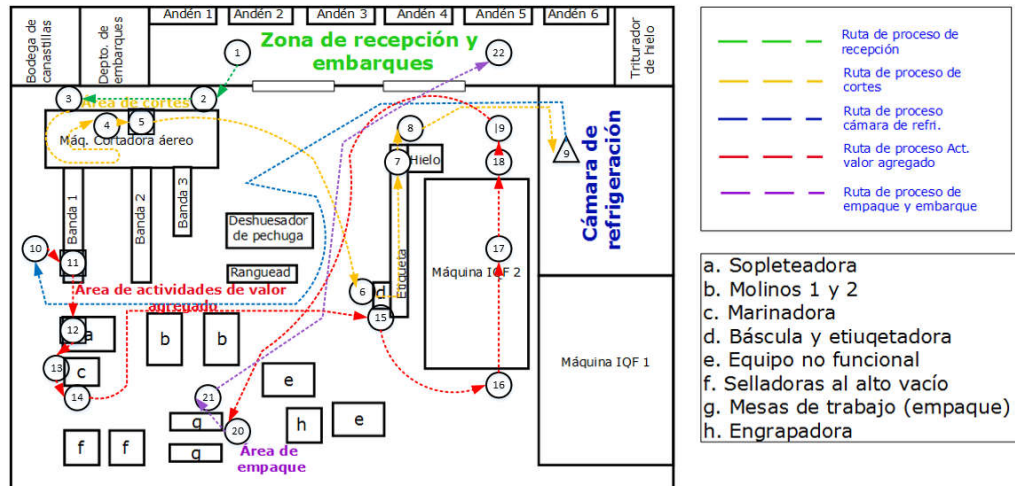 Andén 1
Andén 2
Andén 3
Andén 4
Andén 5
Andén 6
Bodega de
canastillas
Depto. de
embarques
Zona de recepción y
embarques
Triturador
de hielo
1
22
2
3
Área de cortes
4
5
Máq. Cortadora áereo
8
7
Hielo
|9
18
9
Cámara de
refrigeración
Banda 1
Banda 2
Banda 3
Deshuesador
de pechuga
Ranguead
Etiqueta
Máquina IQF 2
17
10
11
Área de actividades de valor
agregado
6
d
15
12
a
b
b
13
c
14
16
Máquina IQF 1
e
21
g
20
h
e
f
f
g
Área de
empaque
Ruta de proceso de
recepción
Ruta de proceso de
cortes
Ruta de proceso
cámara de refri.
Ruta de proceso Act.
valor agregado
Ruta de proceso de
empaque y embarque
a. Sopleteadora
b. Molinos 1 y 2
c. Marinadora
d. Báscula y etiuqetadora
e. Equipo no funcional
f. Selladoras al alto vacío
g. Mesas de trabajo (empaque)
h. Engrapadora